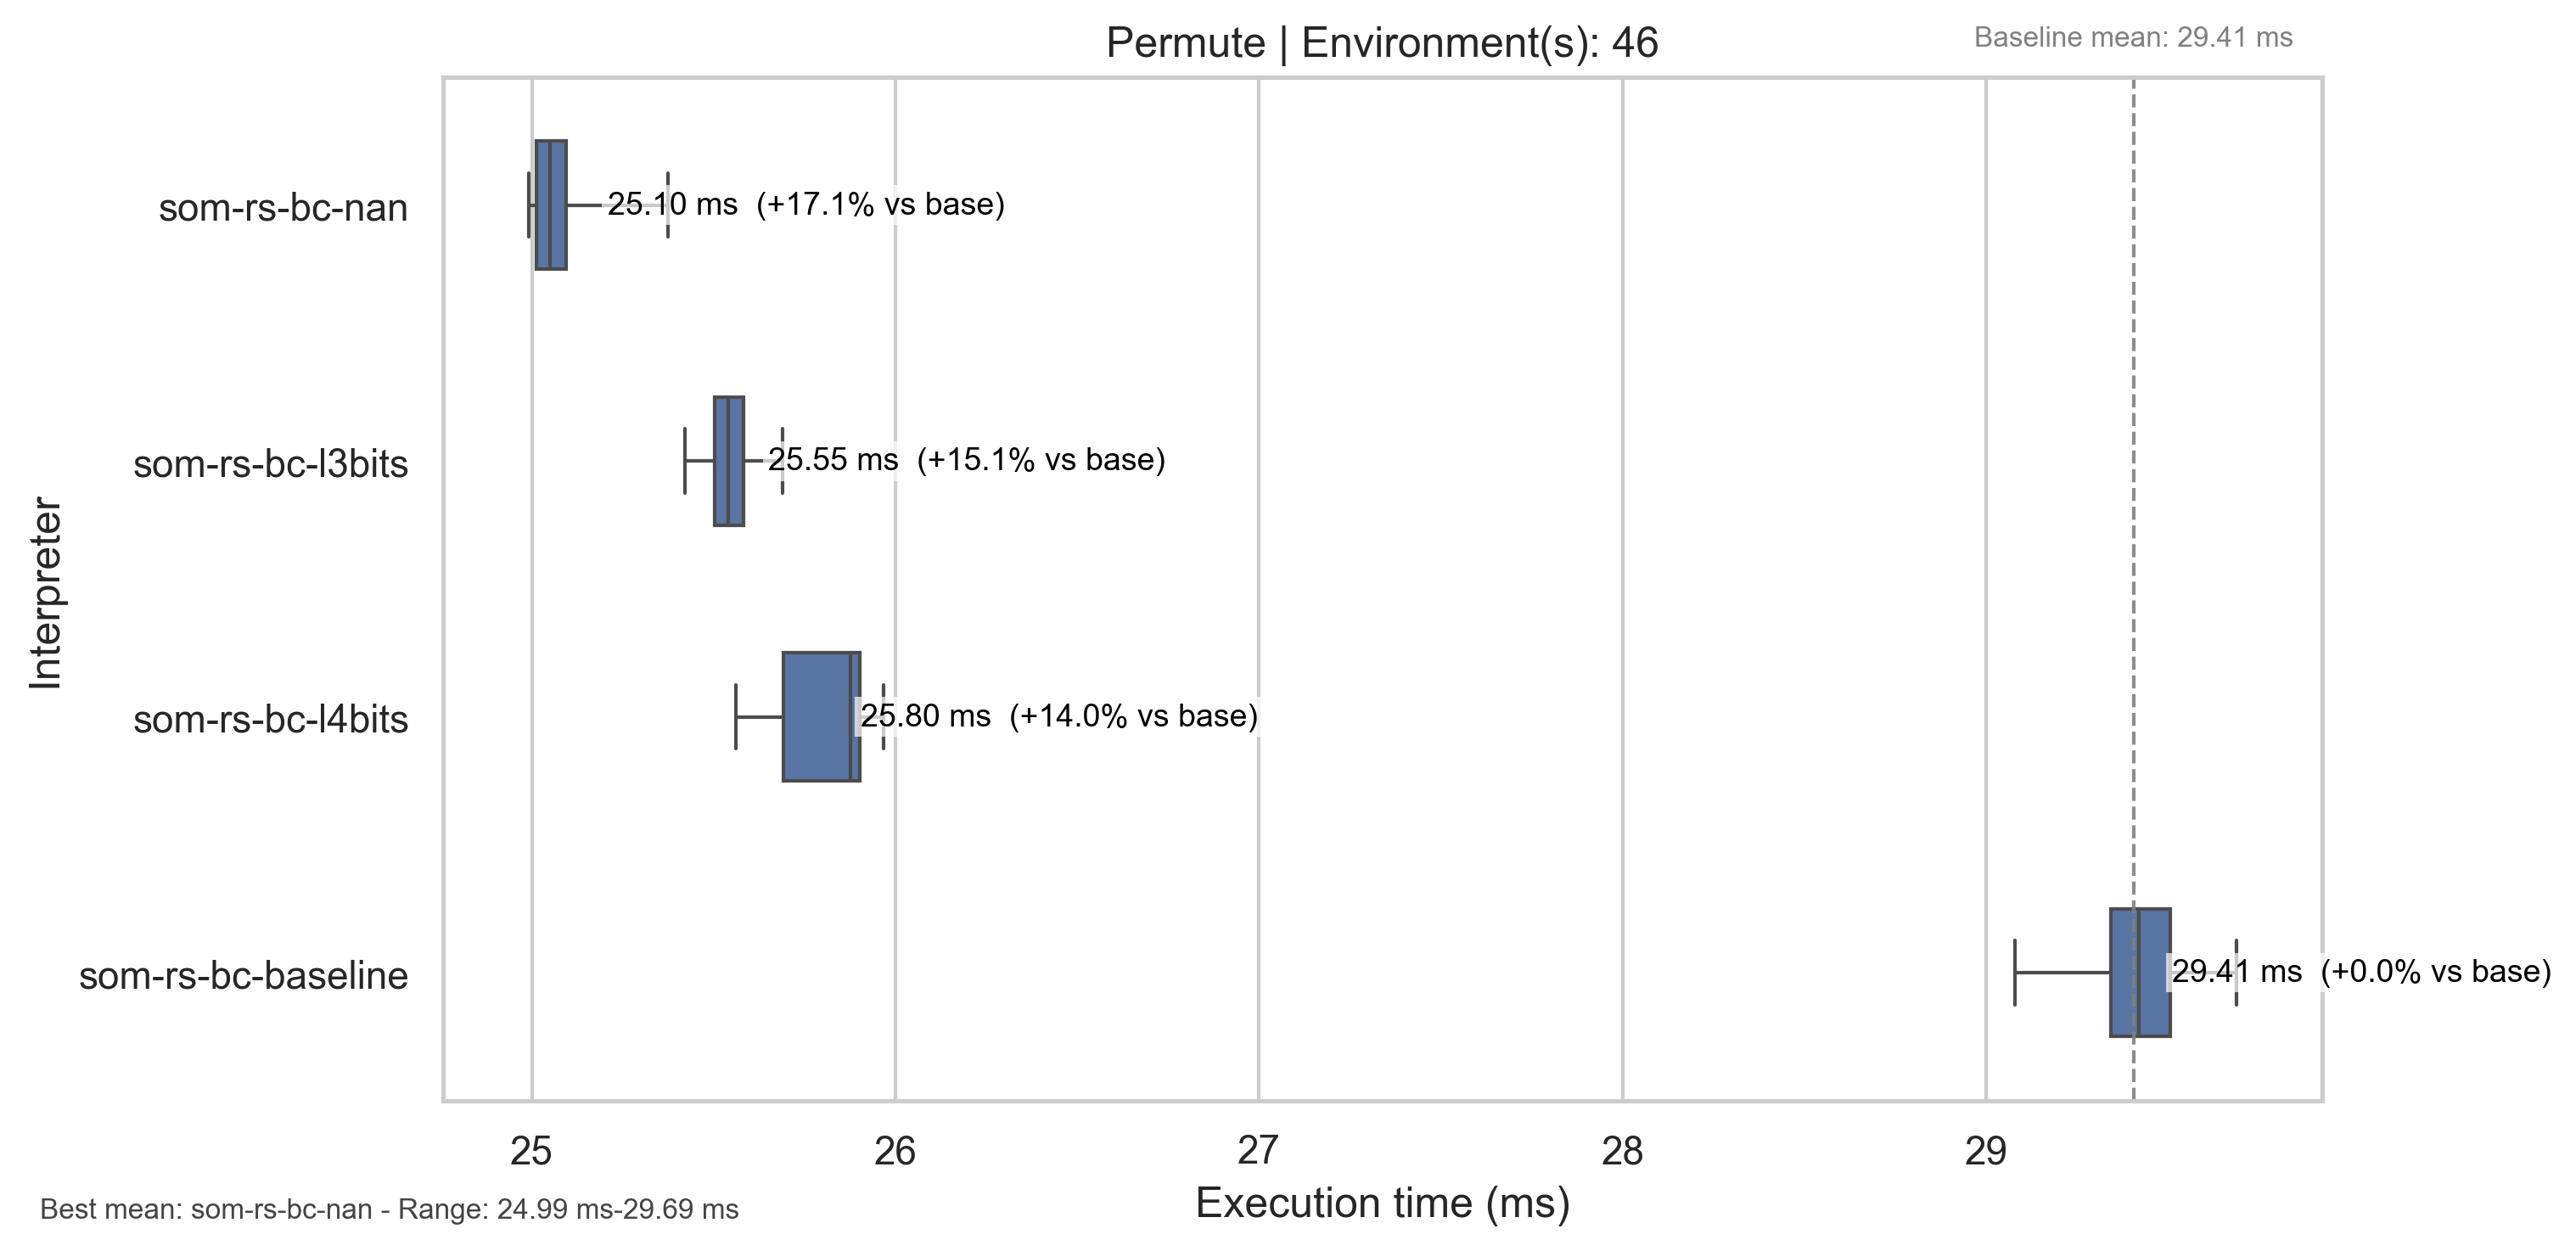 Permute | Environment(s): 46
Baseline mean: 29.41 ms
som-rs-bc-nan
25.10 ms (+17.1% vs base)
som-rs-bc-l3bits
25.55 ms (+15.1% vs base)
Interpreter
som-rs-bc-l4bits
25.80 ms (+14.0% vs base)
som-rs-bc-baseline
29.41 ms (+0.0% vs base)
25 26 27 28 29
Execution time (ms)
Best mean: som-rs-bc-nan - Range: 24.99 ms-29.69 ms